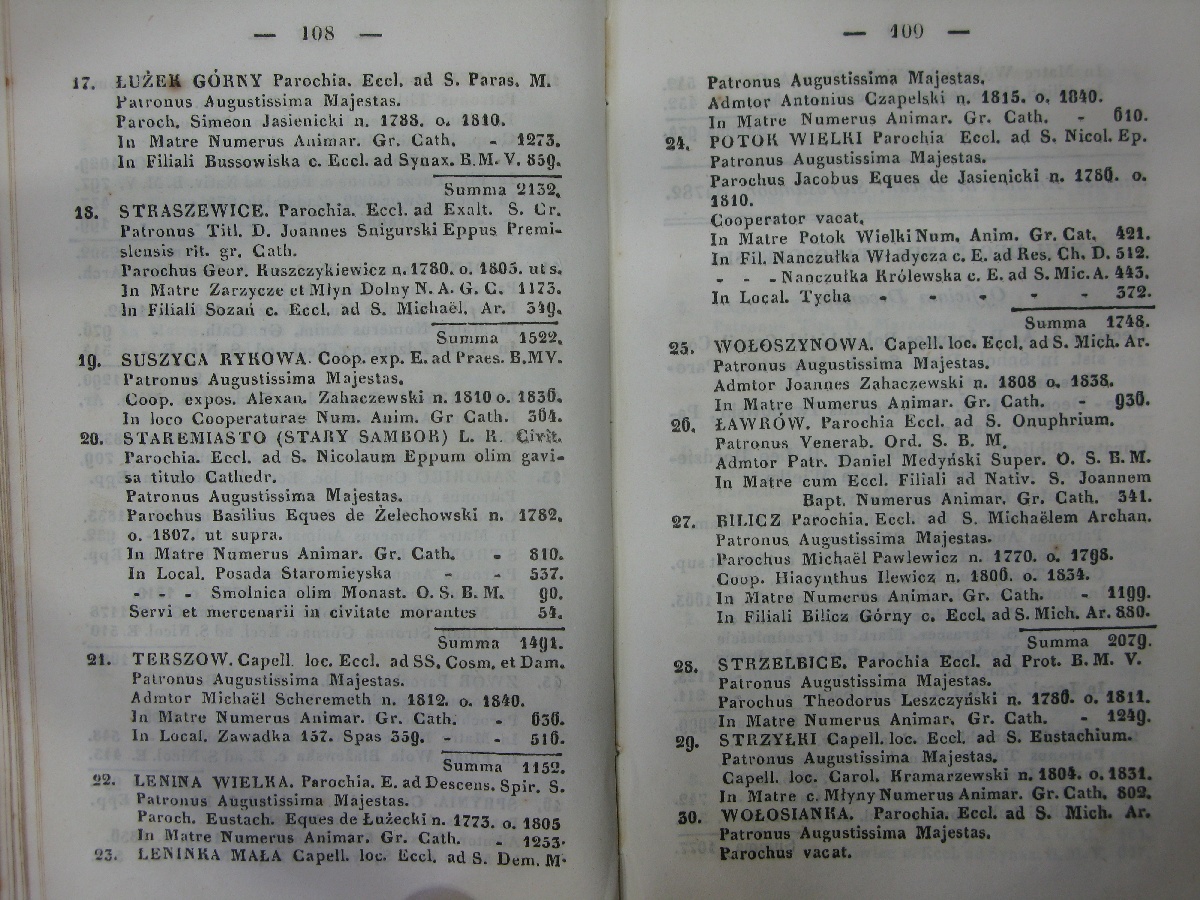 — 108 —
17. ŁUŻEK GÓRNY Parochia. Eccl. ad S. Paras. M.
Patronus Augustissima Majestas.
Paroch. Simeon Jasienicki n. 1788. o. 1810.
In Matre Numerus Animar. Gr. Cath. - 1273.
In Filiali Bussowiska c. Eccl. ad Synax. B.M.V. 859.
Summa 2132.
18. STRASZEWICE. Parochia. Eccl. ad Exalt. S. Cr.
Patronus Titl. D. Joannes Snigurski Eppus Premi-
slensis rit. gr. Cath.
Parochus Geor. Kuszczykiewicz n. 1780. o. 1805. ut s.
In Matre Zarzycze et Młyn Dolny N. A. G. C. 1173.
In Filiali Sozań c. Eccl. ad S. Michaël. Ar. 349.
Summa 1522.
19. SUSZYCA RYKOWA. Coop. exp. E. ad Praes. B.MV.
Patronus Augustissima Majestas.
Coop. expos. Alexan. Zahaczewski n. 1810 o. 1836.
In loco Cooperaturae Num. Anim. Gr Cath. 364.
20. STAREMIASTO (STARY SAMBOR) L. R. Civit.
Parochia. Eccl. ad S. Nicolaum Eppum olim gavi-
sa titulo Cathedr.
Patronus Augustissima Majestas.
Parochus Basilius Eques de Żelechowski n. 1782.
o. 1807. ut supra.
In Matre Numerus Animar. Gr. Cath. - 810.
In Local. Posada Staromieyska - - 537.
- - - Smolnica olim Monast. O. S. B. M. 90.
Servi et mercenarii in civitate morantes 54.
Summa 1491.
21. TERSZOW. Capell. loc. Eccl. ad SS. Cosm. et Dam.
Patronus Augustissima Majestas.
Admtor Michaël Scheremeth n. 1812. o. 1840.
In Matre Numerus Animar. Gr. Cath. - 636.
In Local. Zawadka 157. Spas 359. - - 516.
Summa 1152.
22. LENINA WIELKA. Parochia. E. ad Descens. Spir. S.
Patronus Augustissima Majestas.
Paroch. Eustach. Eques de Łużecki n. 1773. o. 1805
In Matre Numerus Animar. Gr. Cath. - 1253.
23. LENINKA MAŁA Capell. loc. Eccl. ad S. Dem. M.
— 109 —
Patronus Augustissima Majestas.
Admtor Antonius Czapelski n. 1815. o. 1840.
In Matre Numerus Animar. Gr. Cath. - 610.
24. POTOK WIELKI Parochia Eccl. ad S. Nicol. Ep.
Patronus Augustissima Majestas.
Parochus Jacobus Eques de Jasienicki n. 1786. o.
1810.
Cooperator vacat.
In Matre Potok Wielki Num. Anim. Gr. Cat. 421.
In Fil. Nanczułka Władycza c. E. ad Res. Ch. D. 512.
- - - Nanczułka Królewska c. E. ad S. Mic. A. 443.
In Local. Tycha - - - - - 372.
Summa 1748.
25. WOŁOSZYNOWA. Capell. loc. Eccl. ad S. Mich. Ar.
Patronus Augustissima Majestas.
Admtor Joannes Zahaczewski n. 1808 o. 1838.
In Matre Numerus Animar. Gr. Cath. - 936.
26. ŁAWRÓW. Parochia Eccl. ad S. Onuphrium.
Patronus Venerab. Ord. S. B. M.
Admtor Patr. Daniel Medyński Super. O. S. B. M.
In Matre cum Eccl. Filiali ad Nativ. S. Joannem
Bapt. Numerus Animar. Gr. Cath. 341.
27. BILICZ Parochia. Eccl. ad S. Michaëlem Archan.
Patronus Augustissima Majestas.
Parochus Michaël Pawlewicz n. 1770. o. 1798.
Coop. Hiacynthus Ilewicz n. 1806. o. 1834.
In Matre Numerus Animar. Gr. Cath. - 1199.
In Filiali Bilicz Górny c. Eccl. ad S. Mich. Ar. 880.
Summa 2079.
28. STRZELBICE. Parochia Eccl. ad Prot. B. M. V.
Patronus Augustissima Majestas.
Parochus Theodorus Leszczyński n. 1786. o. 1811.
In Matre Numerus Animar. Gr. Cath. - 1249.
29. STRZYŁKI Capell. loc. Eccl. ad S. Eustachium.
Patronus Augustissima Majestas.
Capell. loc. Carol. Kramarzewski n. 1804. o. 1831.
In Matre c. Młyny Numerus Animar. Gr. Cath. 802.
30. WOŁOSIANKA. Parochia. Eccl. ad S. Mich. Ar.
Patronus Augustissima Majestas.
Parochus vacat.